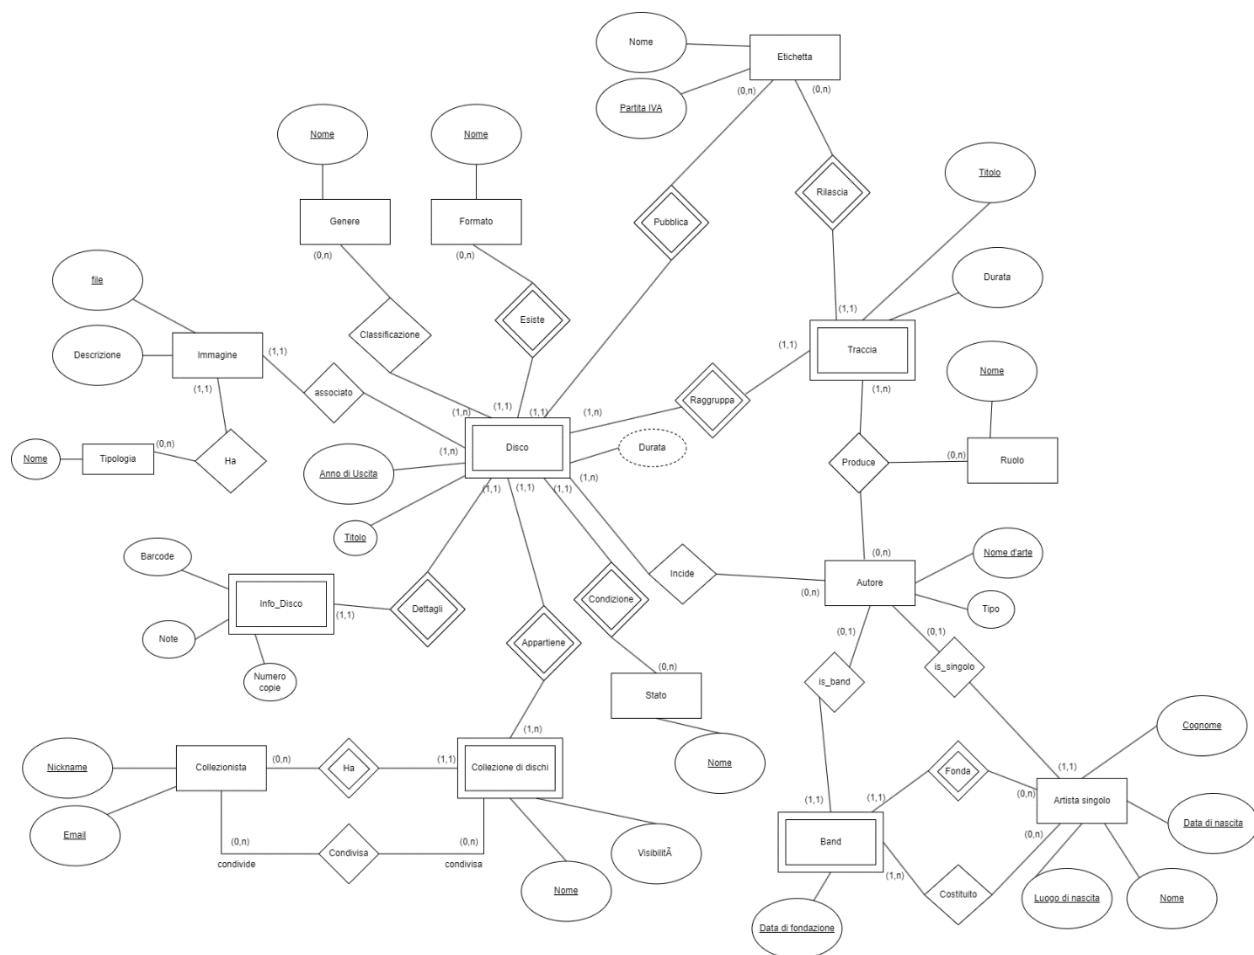 Nome
Etichetta
(0,n)
(0,n)
Partita IVA
Nome
Nome
Rilascia
Titolo
Genere
Formato
Pubblica
(0,n)
(0,n)
file
Durata
Esiste
Classificazione
(1,1)
Descrizione
Immagine
(1,1)
Traccia
(1,1)
(1,1)
Nome
associato
Raggruppa
(1,n)
(1,1)
(1,1)
(1,n)
(1,n)
Nome
Tipologia
(0,n)
Ha
(1,n)
Disco
Durata
Produce
(0,n)
Ruolo
Anno di Uscita
(1,1)
(1,1)
(1,1)
(1,n)
Titolo
Barcode
Incide
(0,n)
Nome d'arte
Autore
(0,n)
Info_Disco
(1,1)
Dettagli
Condizione
Tipo
Note
Appartiene
(0,1)
(0,1)
Numero
copie
(0,n)
is_singolo
is_band
Stato
Cognome
(1,n)
Nickname
Collezionista
(0,n)
Ha
(1,1)
Collezione di dischi
Nome
(1,1)
Fonda
(1,1)
(1,1)
(0,n)
Artista singolo
Email
Data di nascita
(0,n)
(0,n)
(0,n)
Band
condivide
Condivisa
condivisa
VisibilitÃ
(1,n)
Nome
Costituito
Luogo di nascita
Nome
Data di fondazione